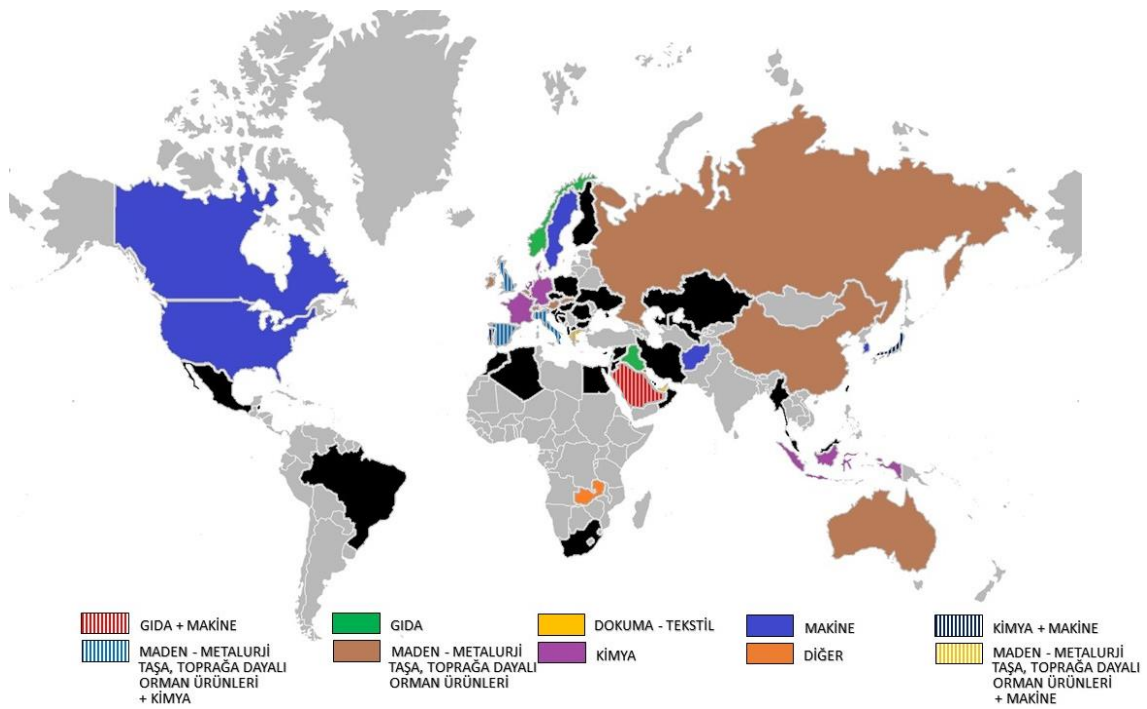 GIDA + MAKİNE
GIDA
DOKUMA - TEKSTİL
MAKİNE
KİMYA + MAKİNE
MADEN - METALURJİ
TAŞA, TOPRAĞA DAYALI
ORMAN ÜRÜNLERİ
+ KİMYA
MADEN - METALURJİ
TAŞA, TOPRAĞA DAYALI
ORMAN ÜRÜNLERİ
KİMYA
DİĞER
MADEN - METALURJİ
TAŞA, TOPRAĞA DAYALI
ORMAN ÜRÜNLERİ
+ MAKİNE